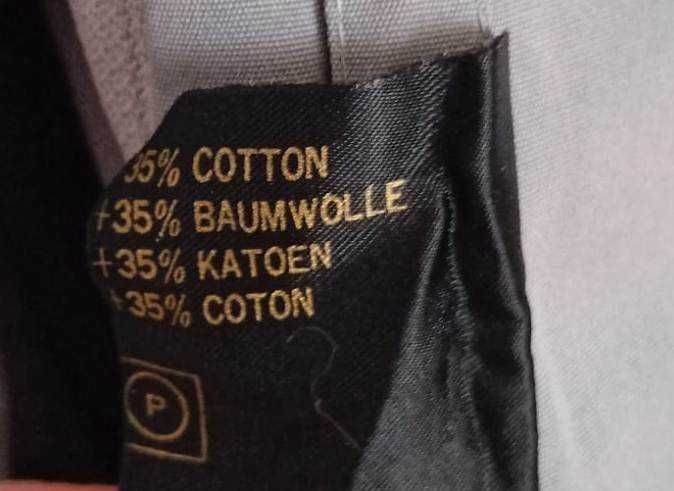 35% COTTON
+35% BAUMWOLLE
+35% KATOEN
+35% COTON
P